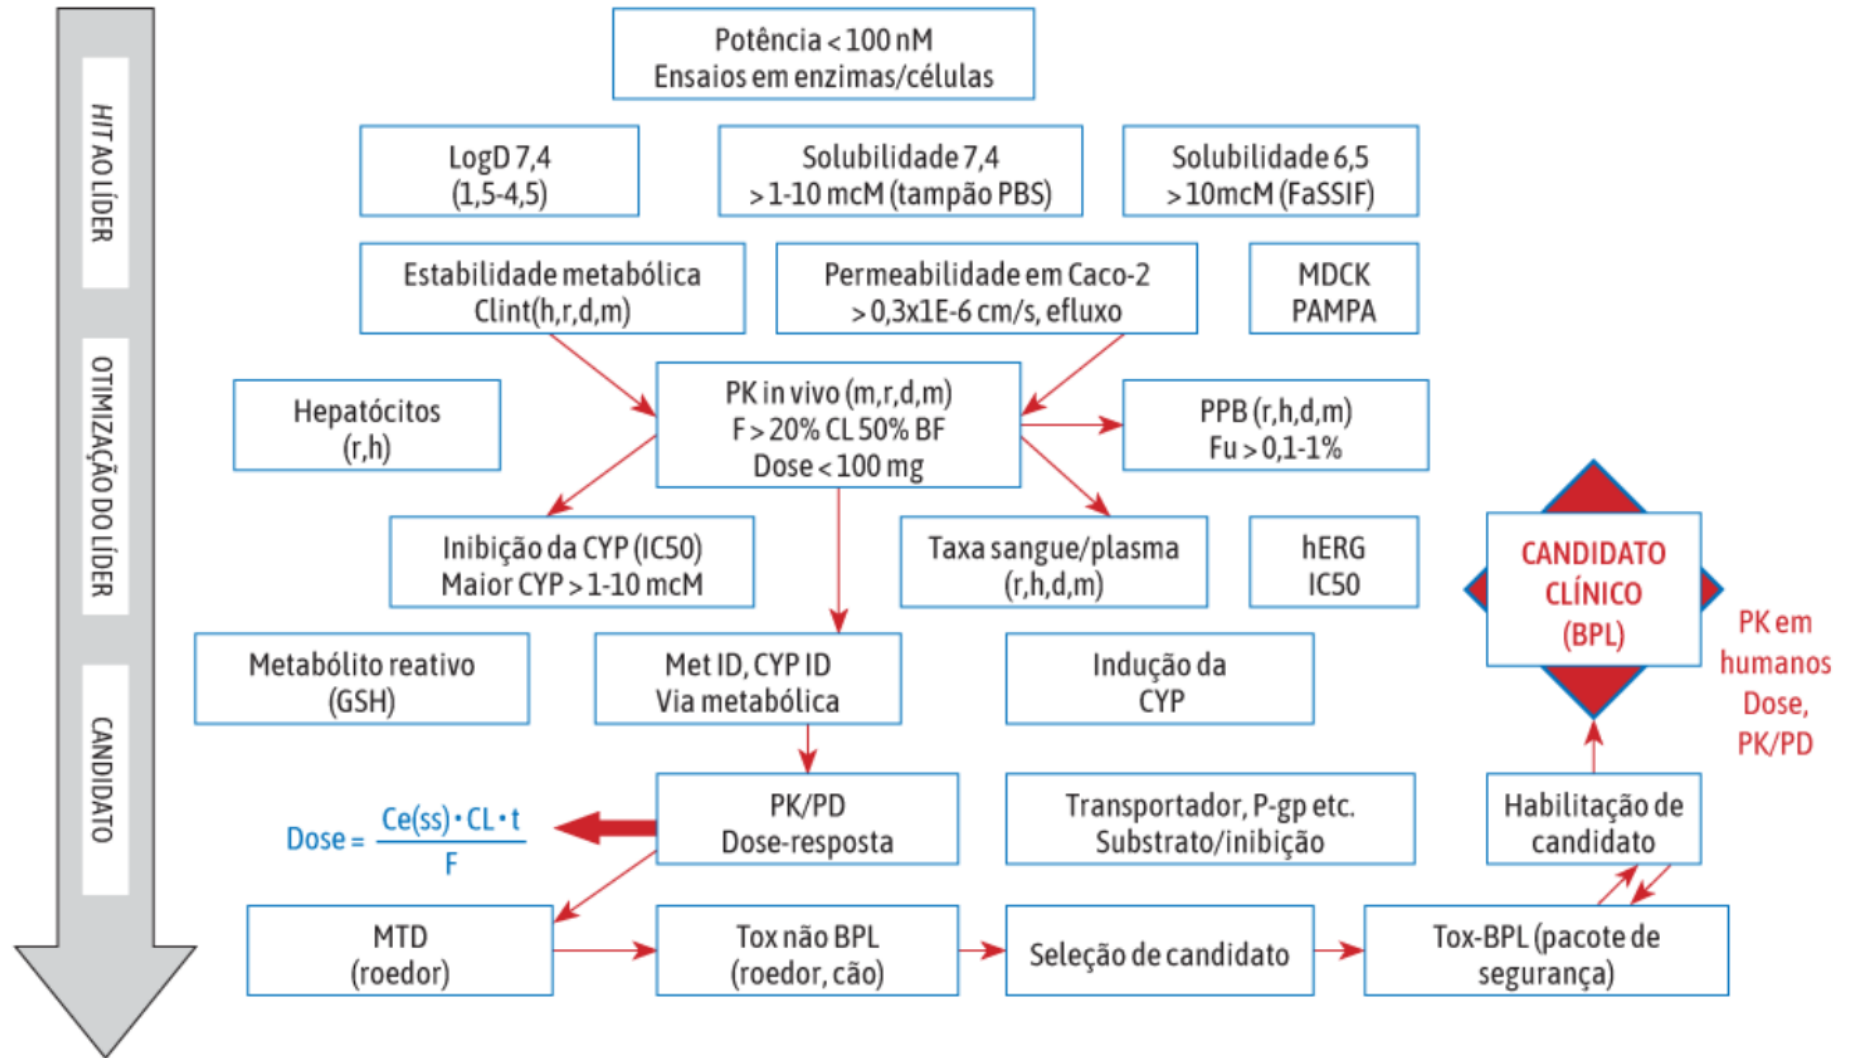 Potência < 100 nM
Ensaios em enzimas/células
HIT AO LÍDER
LogD 7,4
(1,5-4,5)
Solubilidade 7,4
> 1-10 mcM (tampão PBS)
Solubilidade 6,5
> 10mcM (FaSSIF)
Estabilidade metabólica
Clint(h,r,d,m)
Permeabilidade em Caco-2
> 0,3x1E-6 cm/s, efluxo
MDCK
PAMPA
OTIMIZAÇÃO DO LÍDER
Hepatócitos
(r,h)
PK in vivo (m,r,d,m)
F > 20% CL 50% BF
Dose < 100 mg
PPB (r,h,d,m)
Fu > 0,1-1%
Inibição da CYP (IC50)
Maior CYP > 1-10 mcM
Taxa sangue/plasma
(r,h,d,m)
hERG
IC50
CANDIDATO
CLÍNICO
(BPL)
PK em
humanos
Dose,
PK/PD
CANDIDATO
Metabólito reativo
(GSH)
Met ID, CYP ID
Via metabólica
Indução da
CYP
Dose = Ce(ss) • CL • t
F
PK/PD
Dose-resposta
Transportador, P-gp etc.
Substrato/inibição
Habilitação de
candidato
MTD
(roedor)
Tox não BPL
(roedor, cão)
Seleção de candidato
Tox-BPL (pacote de
segurança)